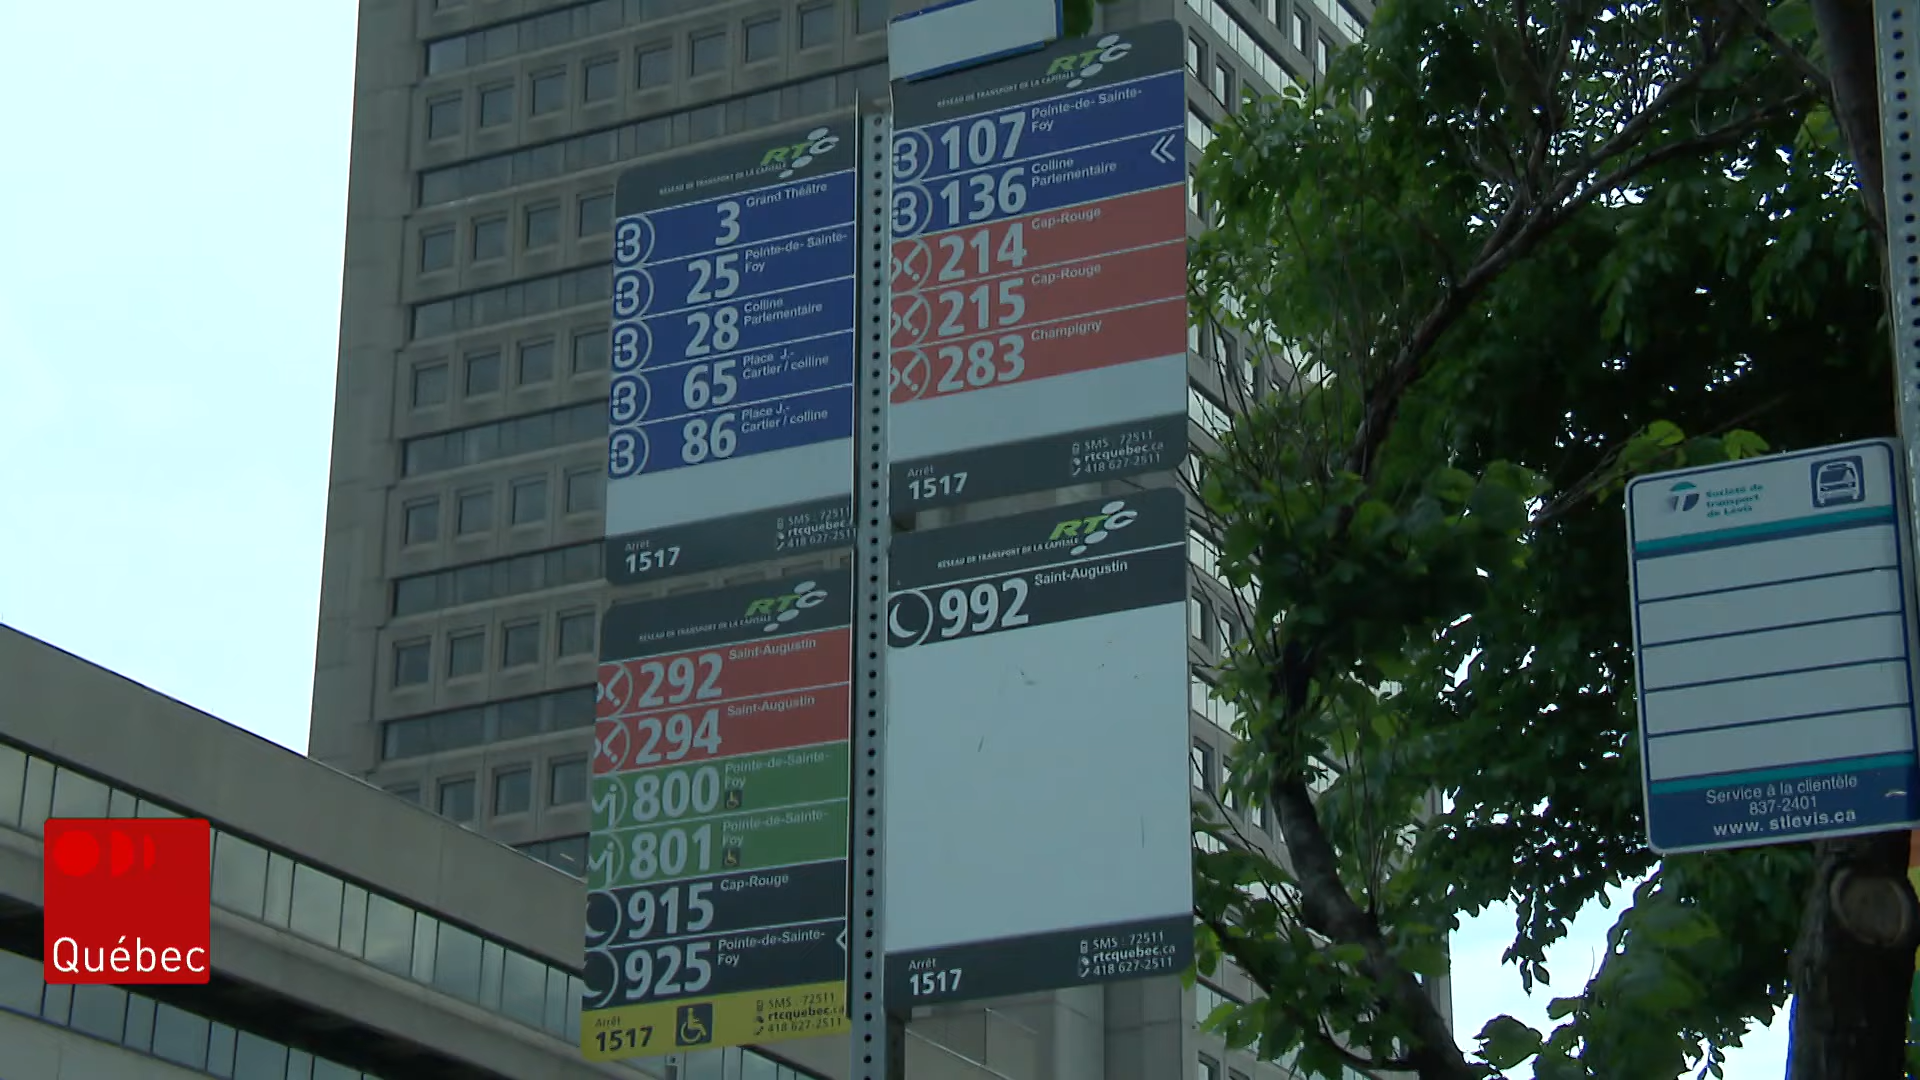 RTC
RÉSEAU DE TRANSPORT DE LA CAPITALE
3 Grand Théâtre
25 Pointe-de- Sainte-
Foy
28 Colline
Parlementaire
65 Place J.-
Cartier / colline
86 Place J.-
Cartier / colline
Arrêt
1517
SMS : 72511
rtcquebec.
418 627-2511
RTC
RÉSEAU DE TRANSPORT DE LA CAPITALE
107 Pointe-de- Sainte-
Foy
136 Colline
Parlementaire
214 Cap-Rouge
215 Cap-Rouge
283 Champigny
Arrêt
1517
SMS : 72511
rtcquebec.ca
418 627-2511
RTC
RÉSEAU DE TRANSPORT DE LA CAPITALE
292 Saint-Augustin
294 Saint-Augustin
800 Pointe-de-Sainte-
Foy
801 Pointe-de-Sainte-
Foy
915 Cap-Rouge
925 Pointe-de-Sainte-
Foy
Arrêt
1517
SMS : 72511
rtcquebec.ca
418 627-2511
RTC
RÉSEAU DE TRANSPORT DE LA CAPITALE
992 Saint-Augustin
Arrêt
1517
SMS : 72511
rtcquebec.ca
418 627-2511
Société de
transport
de Lévis
Service à la clientèle
837-2401
www. stlevis.ca
Québec